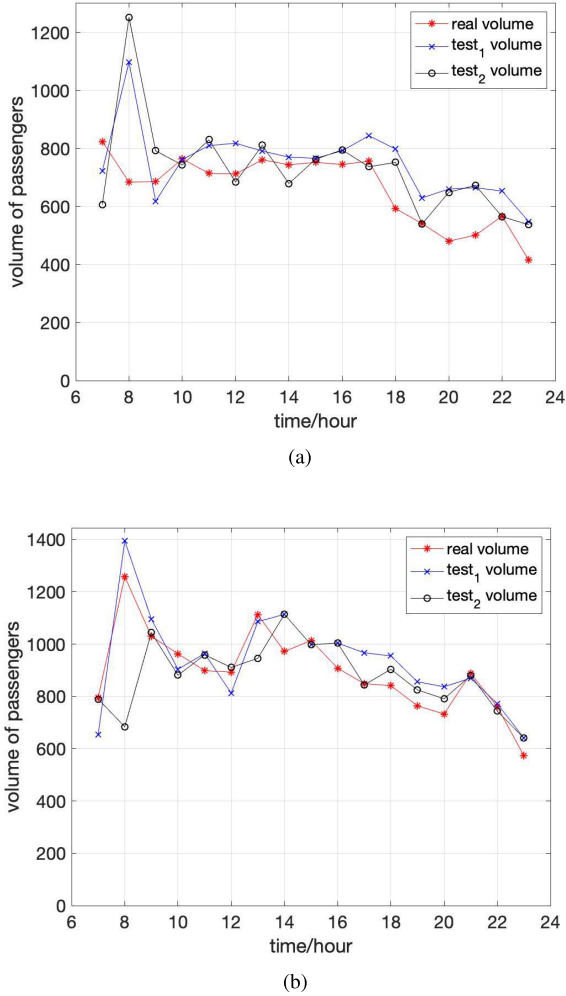 1200
1000
800
600
400
200
0
6 8 10 12 14 16 18 20 22 24
volume of passengers
time/hour
real volume
test1 volume
test2 volume
(a)
1400
1200
1000
800
600
400
200
0
6 8 10 12 14 16 18 20 22 24
volume of passengers
time/hour
real volume
test1 volume
test2 volume
(b)